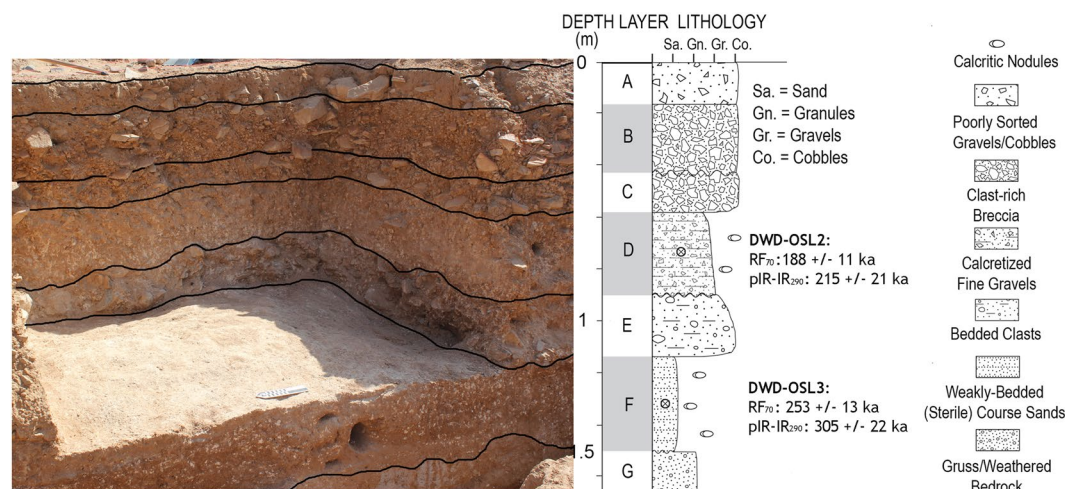 DEPTH LAYER LITHOLOGY
(m)
Sa. Gn. Gr. Co.
0
A
B
C
D
1
E
F
1.5
G
Sa. = Sand
Gn. = Granules
Gr. = Gravels
Co. = Cobbles
DWD-OSL2:
RF70: 188 +/- 11 ka
pIR-IR290: 215 +/- 21 ka
DWD-OSL3:
RF70: 253 +/- 13 ka
pIR-IR290: 305 +/- 22 ka
Calcritic Nodules
Poorly Sorted
Gravels/Cobbles
Clast-rich
Breccia
Calcretized
Fine Gravels
Bedded Clasts
Weakly-Bedded
(Sterile) Course Sands
Gruss/Weathered
Bedrock